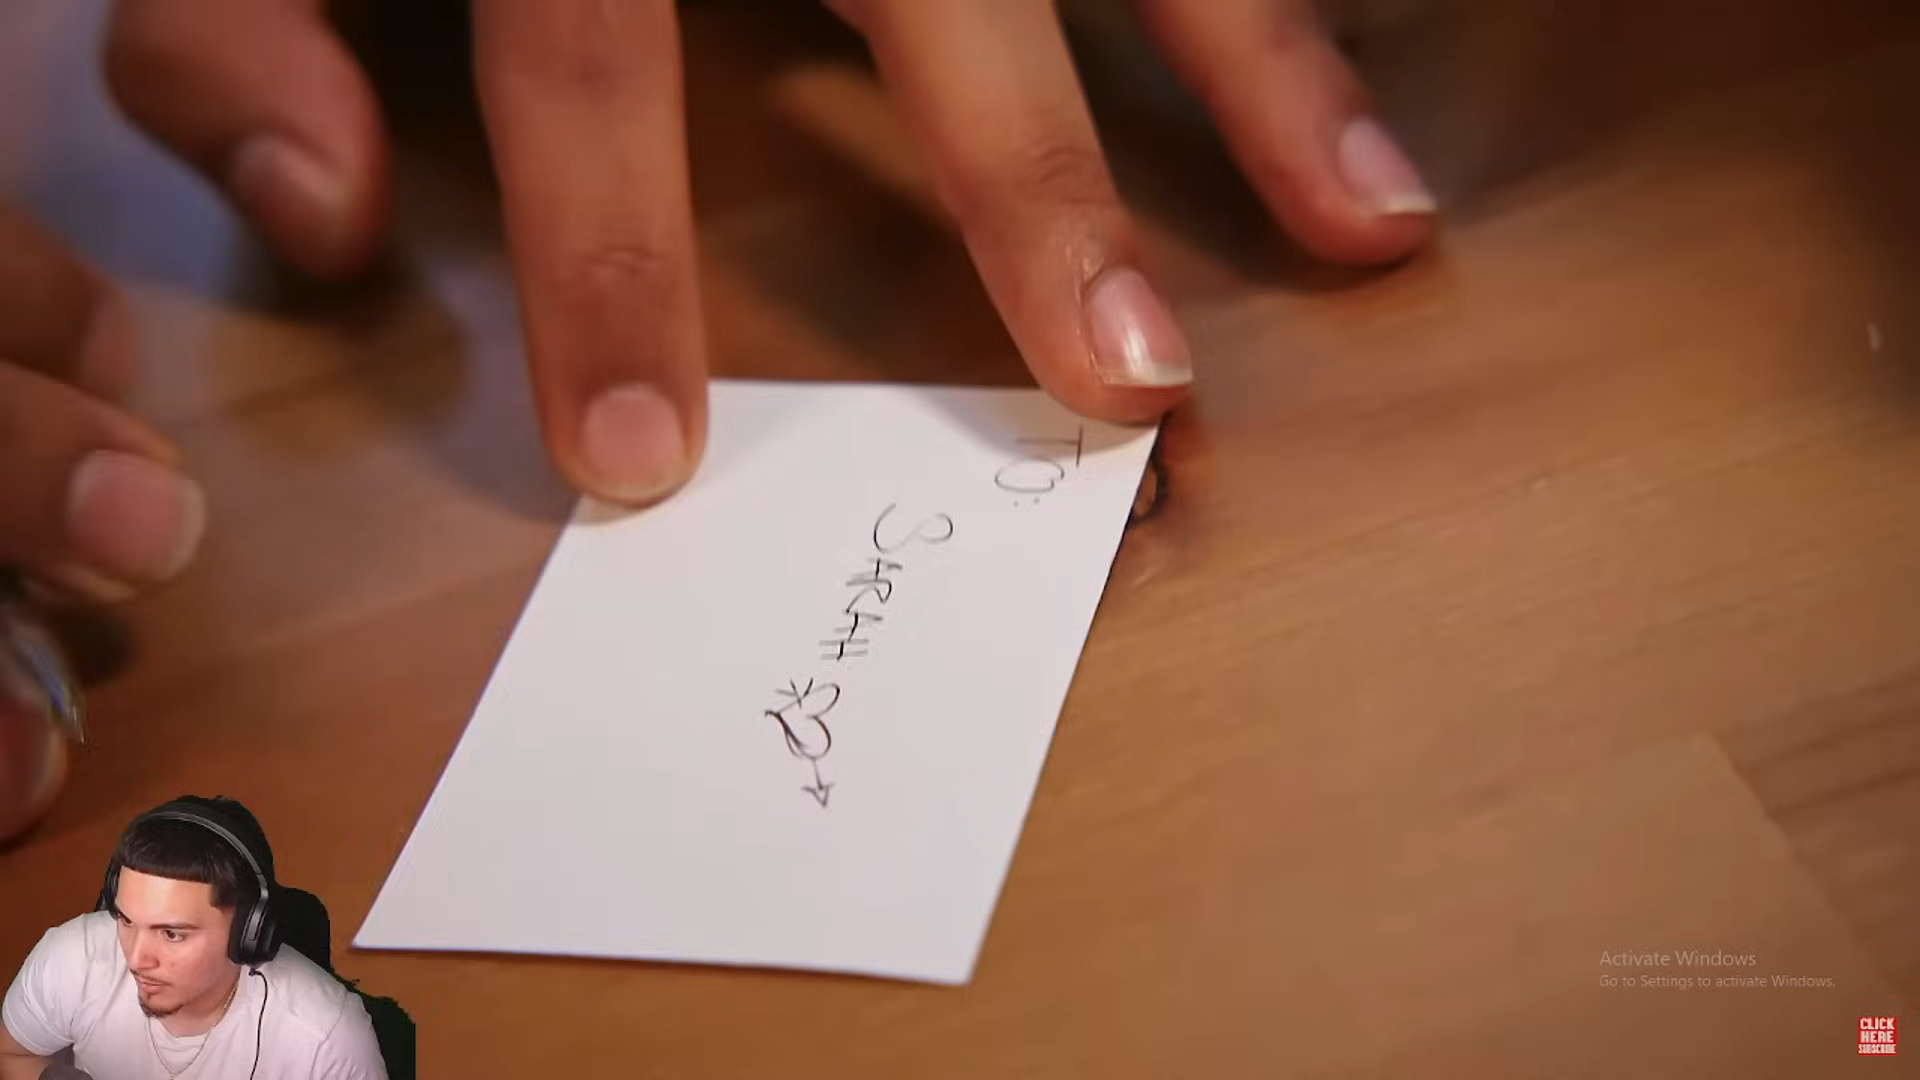 TO:
SARAH
Activate Windows
Go to Settings to activate Windows.
CLICK
HERE
SUBSCRIBE